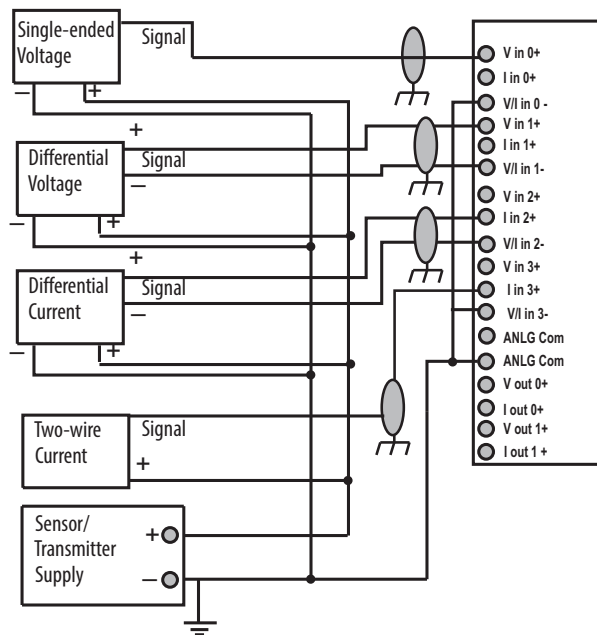 Single-ended
Voltage
Signal
−
+
+
Differential
Voltage
Signal
−
−
+
+
Differential
Current
Signal
−
−
+
Two-wire
Current
Signal
+
Sensor/
Transmitter
Supply
+
−
V in 0+
I in 0+
V/I in 0 -
V in 1+
I in 1+
V/I in 1-
V in 2+
I in 2+
V/I in 2-
V in 3+
I in 3+
V/I in 3-
ANLG Com
ANLG Com
V out 0+
I out 0+
V out 1+
I out 1 +